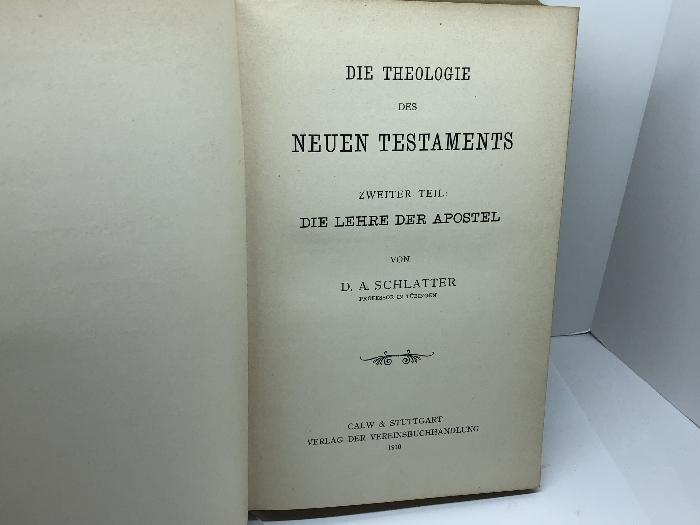 DIE THEOLOGIE
DES
NEUEN TESTAMENTS
ZWEITER TEIL:
DIE LEHRE DER APOSTEL
VON
D. A. SCHLATTER
PROFESSOR IN TÜBINGEN
CALW & STUTTGART
VERLAG DER VEREINSBUCHHANDLUNG
1910